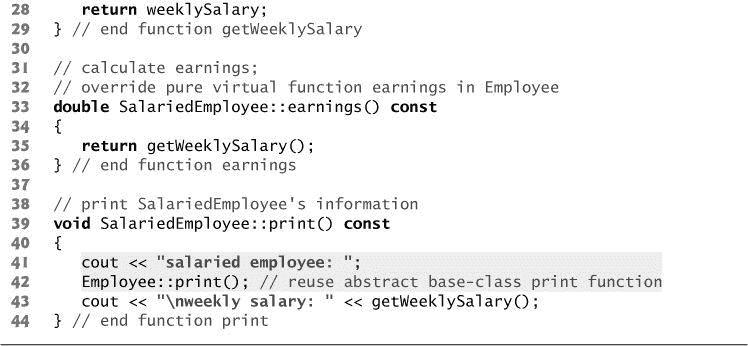 28 return weeklySalary;
29 } // end function getWeeklySalary
30
31 // calculate earnings;
32 // override pure virtual function earnings in Employee
33 double SalariedEmployee::earnings() const
34 {
35 return getWeeklySalary();
36 } // end function earnings
37
38 // print SalariedEmployee's information
39 void SalariedEmployee::print() const
40 {
41 cout << "salaried employee: ";
42 Employee::print(); // reuse abstract base-class print function
43 cout << "\nweekly salary: " << getWeeklySalary();
44 } // end function print